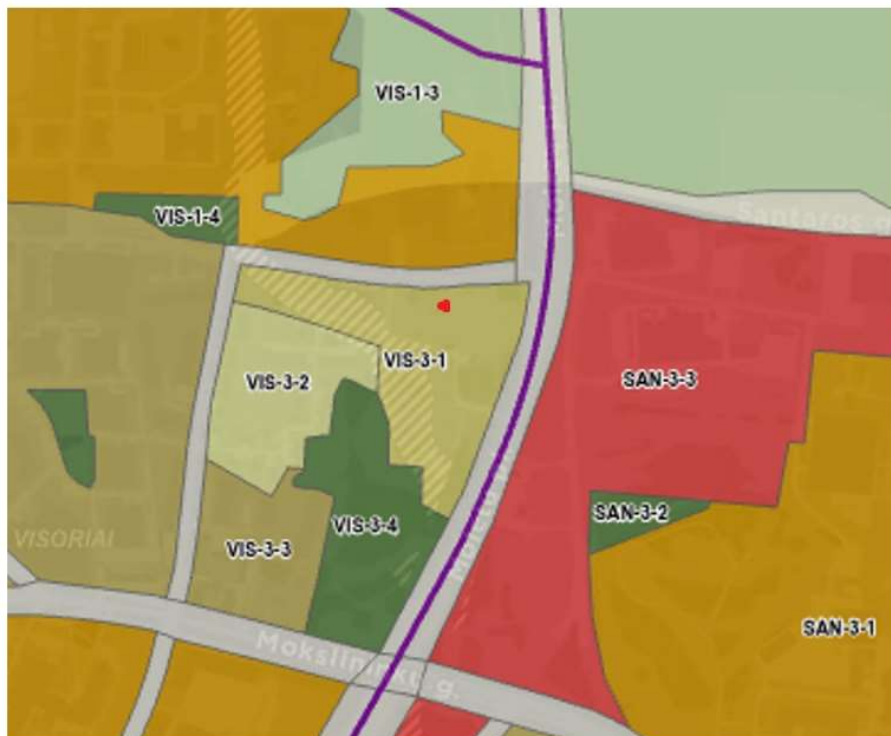 VIS-1-3
VIS-1-4
Santaros g.
VIS-3-1
VIS-3-2
SAN-3-3
SAN-3-2
VIS-3-4
VISORIAI
VIS-3-3
SAN-3-1
Mokslininkų g.